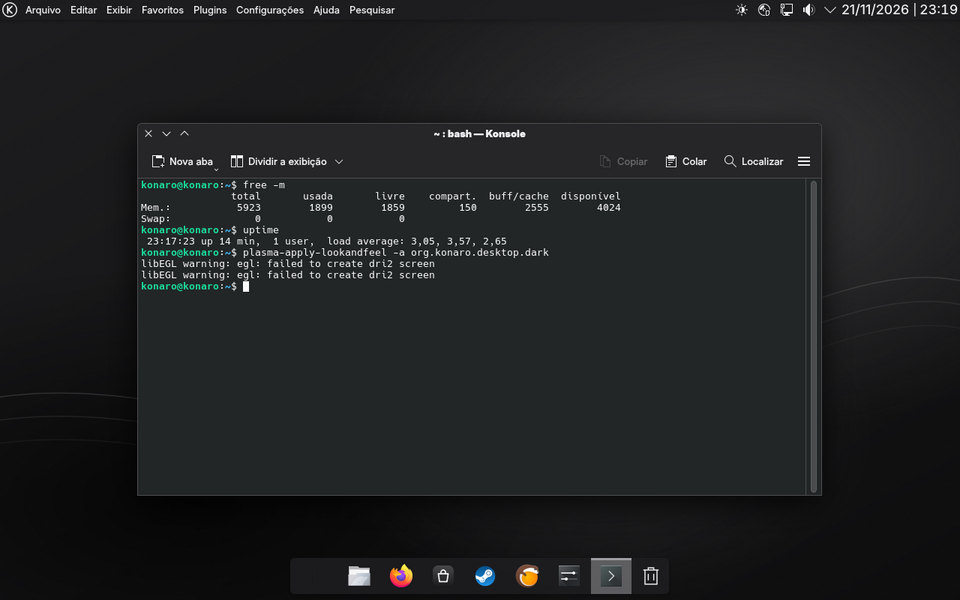 Arquivo Editar Exibir Favoritos Plugins Configurações Ajuda Pesquisar 21/11/2026 | 23:19
~ : bash — Konsole
Nova aba Dividir a exibição Copiar Colar Localizar
konaro@konaro:~$ free -m
total usada livre compart. buff/cache disponível
Mem.: 5923 1899 1859 150 2555 4024
Swap: 0 0 0
konaro@konaro:~$ uptime
23:17:23 up 14 min, 1 user, load average: 3,05, 3,57, 2,65
konaro@konaro:~$ plasma-apply-lookandfeel -a org.konaro.desktop.dark
libEGL warning: egl: failed to create dri2 screen
libEGL warning: egl: failed to create dri2 screen
konaro@konaro:~$